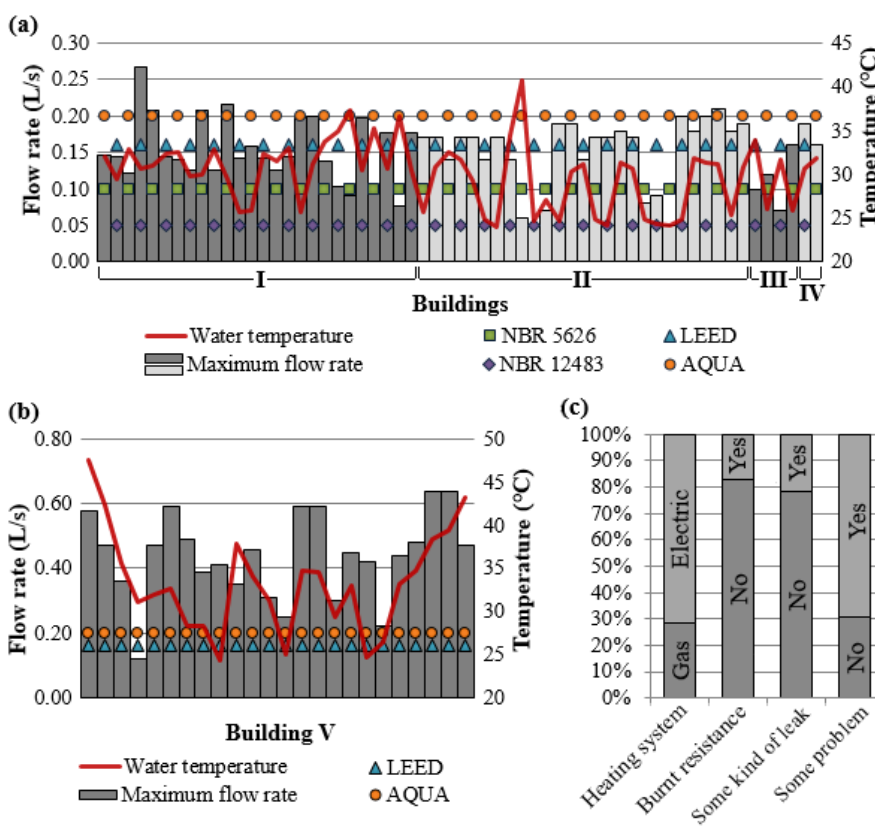 (a)
0.30
0.25
0.20
0.15
0.10
0.05
0.00
Flow rate (L/s)
45
40
35
30
25
20
Temperature (°C)
I
II
III
IV
Buildings
Water temperature
NBR 5626
LEED
Maximum flow rate
NBR 12483
AQUA
(b)
0.80
0.60
0.40
0.20
0.00
Flow rate (L/s)
50
45
40
35
30
25
20
Temperature (°C)
Building V
Water temperature
LEED
Maximum flow rate
AQUA
(c)
100%
90%
80%
70%
60%
50%
40%
30%
20%
10%
0%
Electric
Gas
Yes
No
Yes
No
Yes
No
Heating system
Burnt resistance
Some kind of leak
Some problem